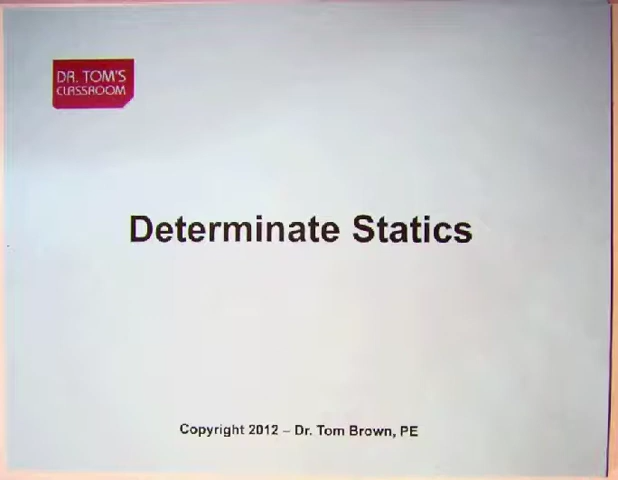 DR. TOM'S
CLASSROOM
Determinate Statics
Copyright 2012 – Dr. Tom Brown, PE